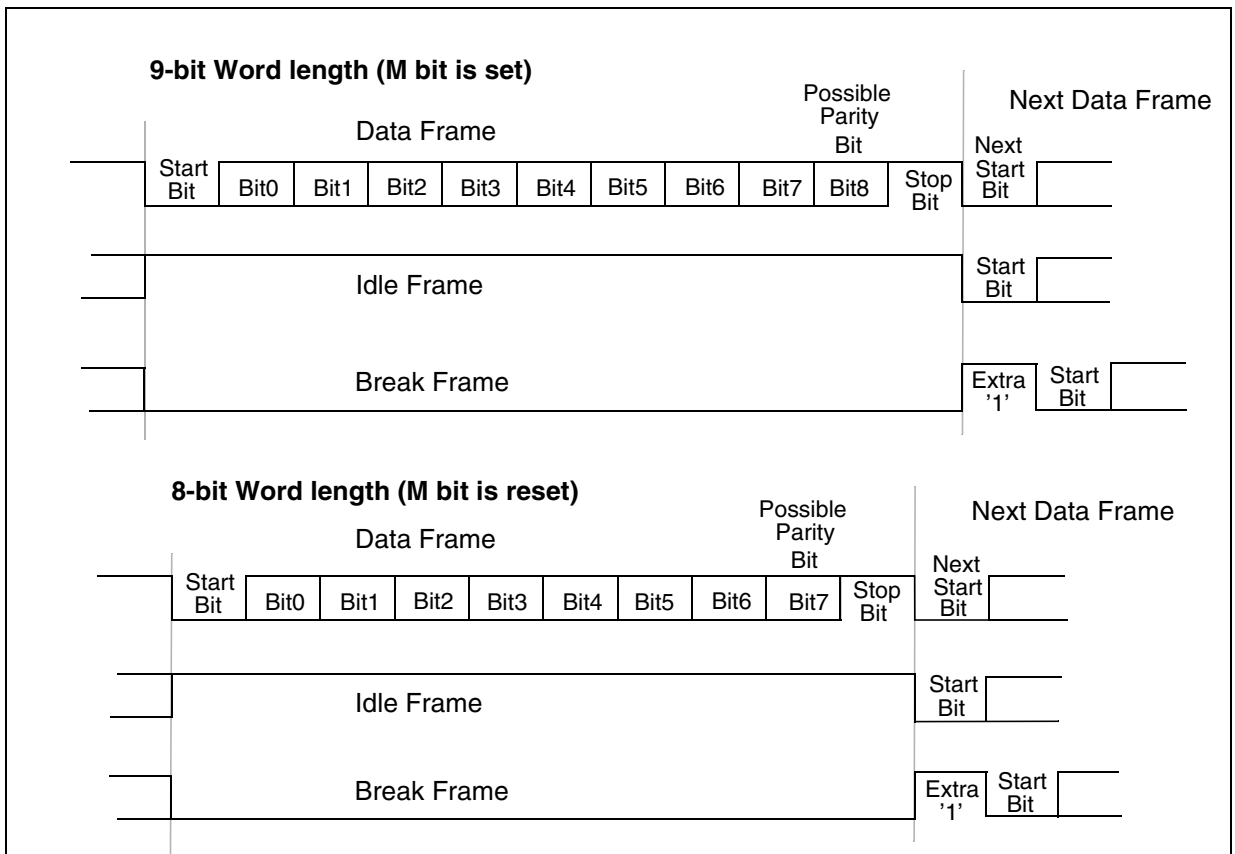 9-bit Word length (M bit is set)
Possible
Parity
Bit
Next Data Frame
Data Frame
Next
Start
Bit
Start
Bit
Bit0
Bit1
Bit2
Bit3
Bit4
Bit5
Bit6
Bit7
Bit8
Stop
Bit
Idle Frame
Start
Bit
Break Frame
Extra
'1'
Start
Bit
8-bit Word length (M bit is reset)
Possible
Parity
Bit
Next Data Frame
Data Frame
Next
Start
Bit
Start
Bit
Bit0
Bit1
Bit2
Bit3
Bit4
Bit5
Bit6
Bit7
Stop
Bit
Idle Frame
Start
Bit
Break Frame
Extra
'1'
Start
Bit